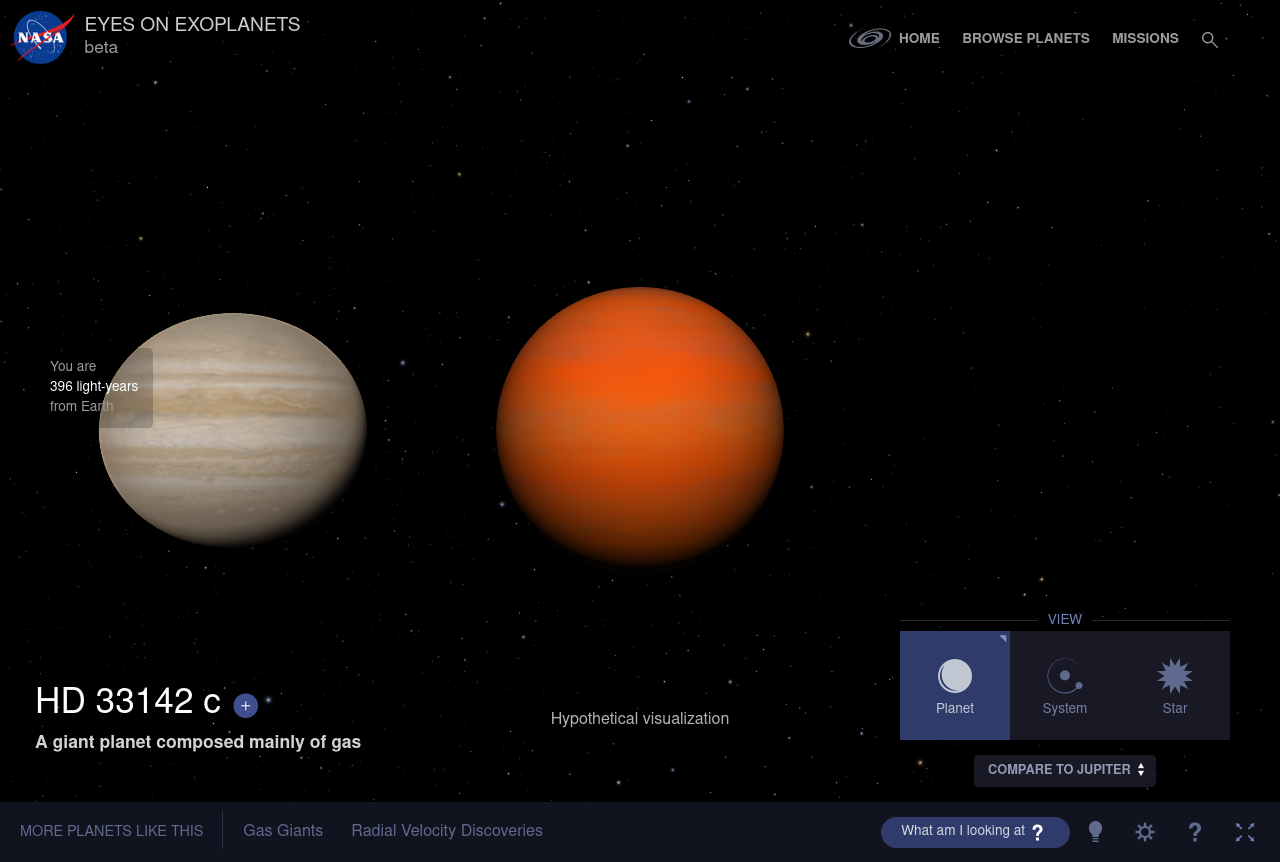 NASA
EYES ON EXOPLANETS
beta
HOME
BROWSE PLANETS
MISSIONS
You are
396 light-years
from Earth
HD 33142 c +
A giant planet composed mainly of gas
Hypothetical visualization
VIEW
Planet
System
Star
COMPARE TO JUPITER
MORE PLANETS LIKE THIS
Gas Giants
Radial Velocity Discoveries
What am I looking at ?
?